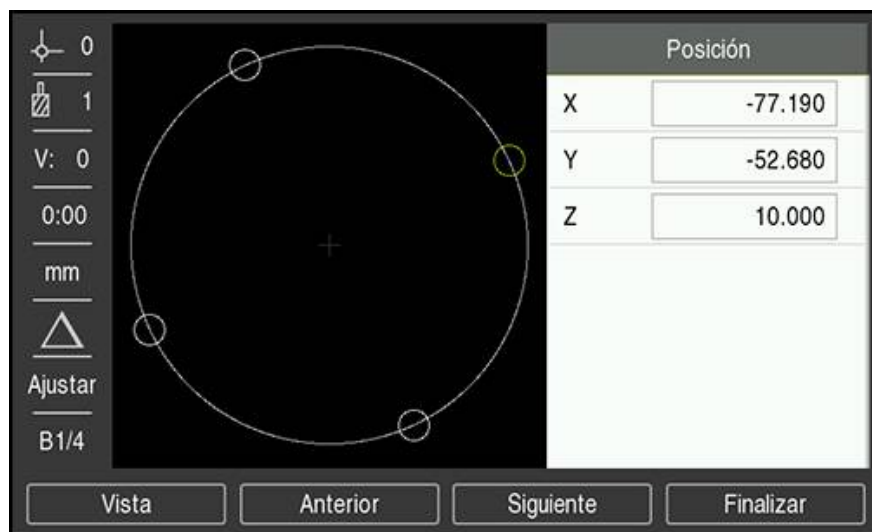 0
1
V: 0
0:00
mm
Ajustar
B1/4
Posición
X -77.190
Y -52.680
Z 10.000
Vista Anterior Siguiente Finalizar